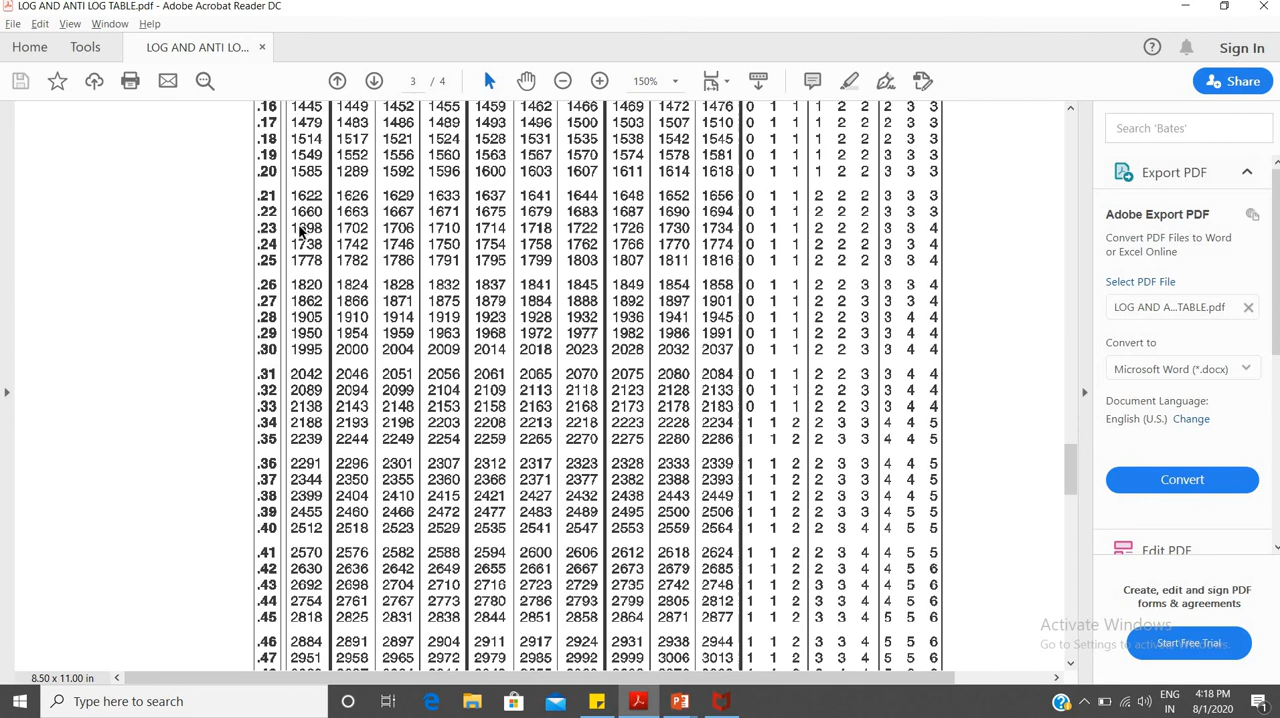 LOG AND ANTI LOG TABLE.pdf - Adobe Acrobat Reader DC
File Edit View Window Help
Home Tools LOG AND ANTI LO... × Sign In
3 / 4 150% Share
.16 1445 1449 1452 1455 1459 1462 1466 1469 1472 1476 0 1 1 1 2 2 2 3 3
.17 1479 1483 1486 1489 1493 1496 1500 1503 1507 1510 0 1 1 1 2 2 2 3 3
.18 1514 1517 1521 1524 1528 1531 1535 1538 1542 1545 0 1 1 1 2 2 2 3 3
.19 1549 1552 1556 1560 1563 1567 1570 1574 1578 1581 0 1 1 1 2 2 2 3 3
.20 1585 1289 1592 1596 1600 1603 1607 1611 1614 1618 0 1 1 1 2 2 2 3 3
.21 1622 1626 1629 1633 1637 1641 1644 1648 1652 1656 0 1 1 2 2 2 3 3 3
.22 1660 1663 1667 1671 1675 1679 1683 1687 1690 1694 0 1 1 2 2 2 3 3 3
.23 1698 1702 1706 1710 1714 1718 1722 1726 1730 1734 0 1 1 2 2 2 3 3 4
.24 1738 1742 1746 1750 1754 1758 1762 1766 1770 1774 0 1 1 2 2 2 3 3 4
.25 1778 1782 1786 1791 1795 1799 1803 1807 1811 1816 0 1 1 2 2 2 3 3 4
.26 1820 1824 1828 1832 1837 1841 1845 1849 1854 1858 0 1 1 2 2 3 3 3 4
.27 1862 1866 1871 1875 1879 1884 1888 1892 1897 1901 0 1 1 2 2 3 3 3 4
.28 1905 1910 1914 1919 1923 1928 1932 1936 1941 1945 0 1 1 2 2 3 3 4 4
.29 1950 1954 1959 1963 1968 1972 1977 1982 1986 1991 0 1 1 2 2 3 3 4 4
.30 1995 2000 2004 2009 2014 2018 2023 2028 2032 2037 0 1 1 2 2 3 3 4 4
.31 2042 2046 2051 2056 2061 2065 2070 2075 2080 2084 0 1 1 2 2 3 3 4 4
.32 2089 2094 2099 2104 2109 2113 2118 2123 2128 2133 0 1 1 2 2 3 3 4 4
.33 2138 2143 2148 2153 2158 2163 2168 2173 2178 2183 0 1 1 2 2 3 3 4 4
.34 2188 2193 2198 2203 2208 2213 2218 2223 2228 2234 1 1 2 2 3 3 4 4 5
.35 2239 2244 2249 2254 2259 2265 2270 2275 2280 2286 1 1 2 2 3 3 4 4 5
.36 2291 2296 2301 2307 2312 2317 2323 2328 2333 2339 1 1 2 2 3 3 4 4 5
.37 2344 2350 2355 2360 2366 2371 2377 2382 2388 2393 1 1 2 2 3 3 4 4 5
.38 2399 2404 2410 2415 2421 2427 2432 2438 2443 2449 1 1 2 2 3 3 4 4 5
.39 2455 2460 2466 2472 2477 2483 2489 2495 2500 2506 1 1 2 2 3 3 4 5 5
.40 2512 2518 2523 2529 2535 2541 2547 2553 2559 2564 1 1 2 2 3 4 4 5 5
.41 2570 2576 2582 2588 2594 2600 2606 2612 2618 2624 1 1 2 2 3 4 4 5 5
.42 2630 2636 2642 2649 2655 2661 2667 2673 2679 2685 1 1 2 2 3 4 4 5 6
.43 2692 2698 2704 2710 2716 2723 2729 2735 2742 2748 1 1 2 3 3 4 4 5 6
.44 2754 2761 2767 2773 2780 2786 2793 2799 2805 2812 1 1 2 3 3 4 4 5 6
.45 2818 2825 2831 2838 2844 2851 2858 2864 2871 2877 1 1 2 3 3 4 5 5 6
.46 2884 2891 2897 2904 2911 2917 2924 2931 2938 2944 1 1 2 3 3 4 5 5 6
.47 2951 2958 2965 2972 2979 2985 2992 2999 3006 3013 1 1 2 3 3 4 5 5 6
8.50 x 11.00 in
Search 'Bates'
Export PDF
Adobe Export PDF
Convert PDF Files to Word
or Excel Online
Select PDF File
LOG AND A...TABLE.pdf
Convert to
Microsoft Word (*.docx)
Document Language:
English (U.S.) Change
Convert
Edit PDF
Create, edit and sign PDF
forms & agreements
Start Free Trial
Activate Windows
Go to Settings to activate Windows.
Type here to search
ENG
IN
4:18 PM
8/1/2020
1